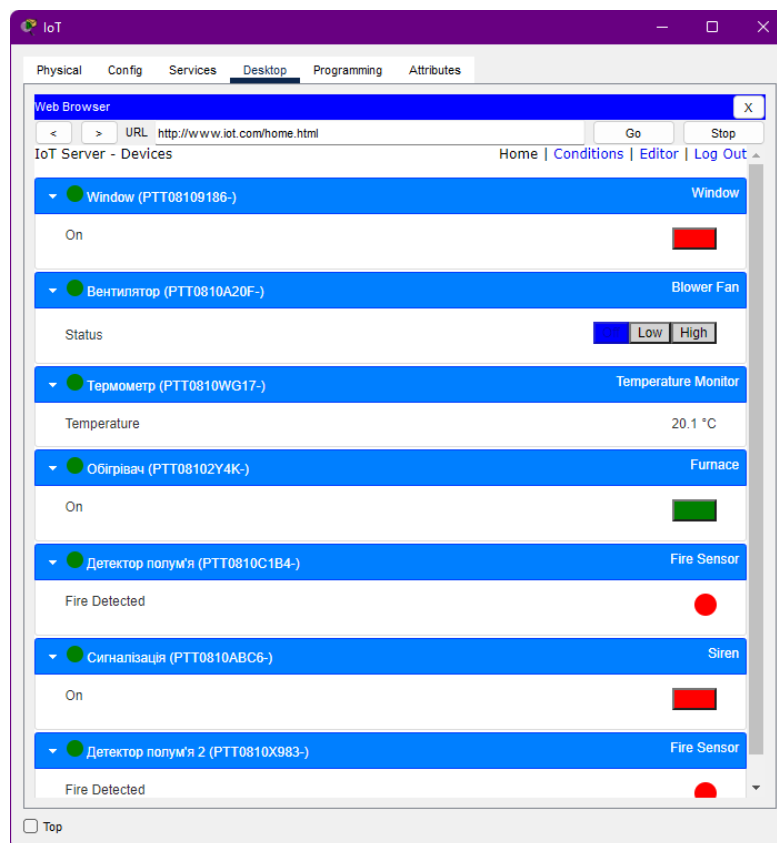 IoT
Physical Config Services Desktop Programming Attributes
Web Browser X
< > URL http://www.iot.com/home.html Go Stop
IoT Server - Devices Home | Conditions | Editor | Log Out
Window (PTT08109186-) Window
On
Вентилятор (PTT0810A20F-) Blower Fan
Status Low High
Термометр (PTT0810WG17-) Temperature Monitor
Temperature 20.1 °C
Обігрівач (PTT08102Y4K-) Furnace
On
Детектор полум'я (PTT0810C1B4-) Fire Sensor
Fire Detected
Сигналізація (PTT0810ABC6-) Siren
On
Детектор полум'я 2 (PTT0810X983-) Fire Sensor
Fire Detected
Top